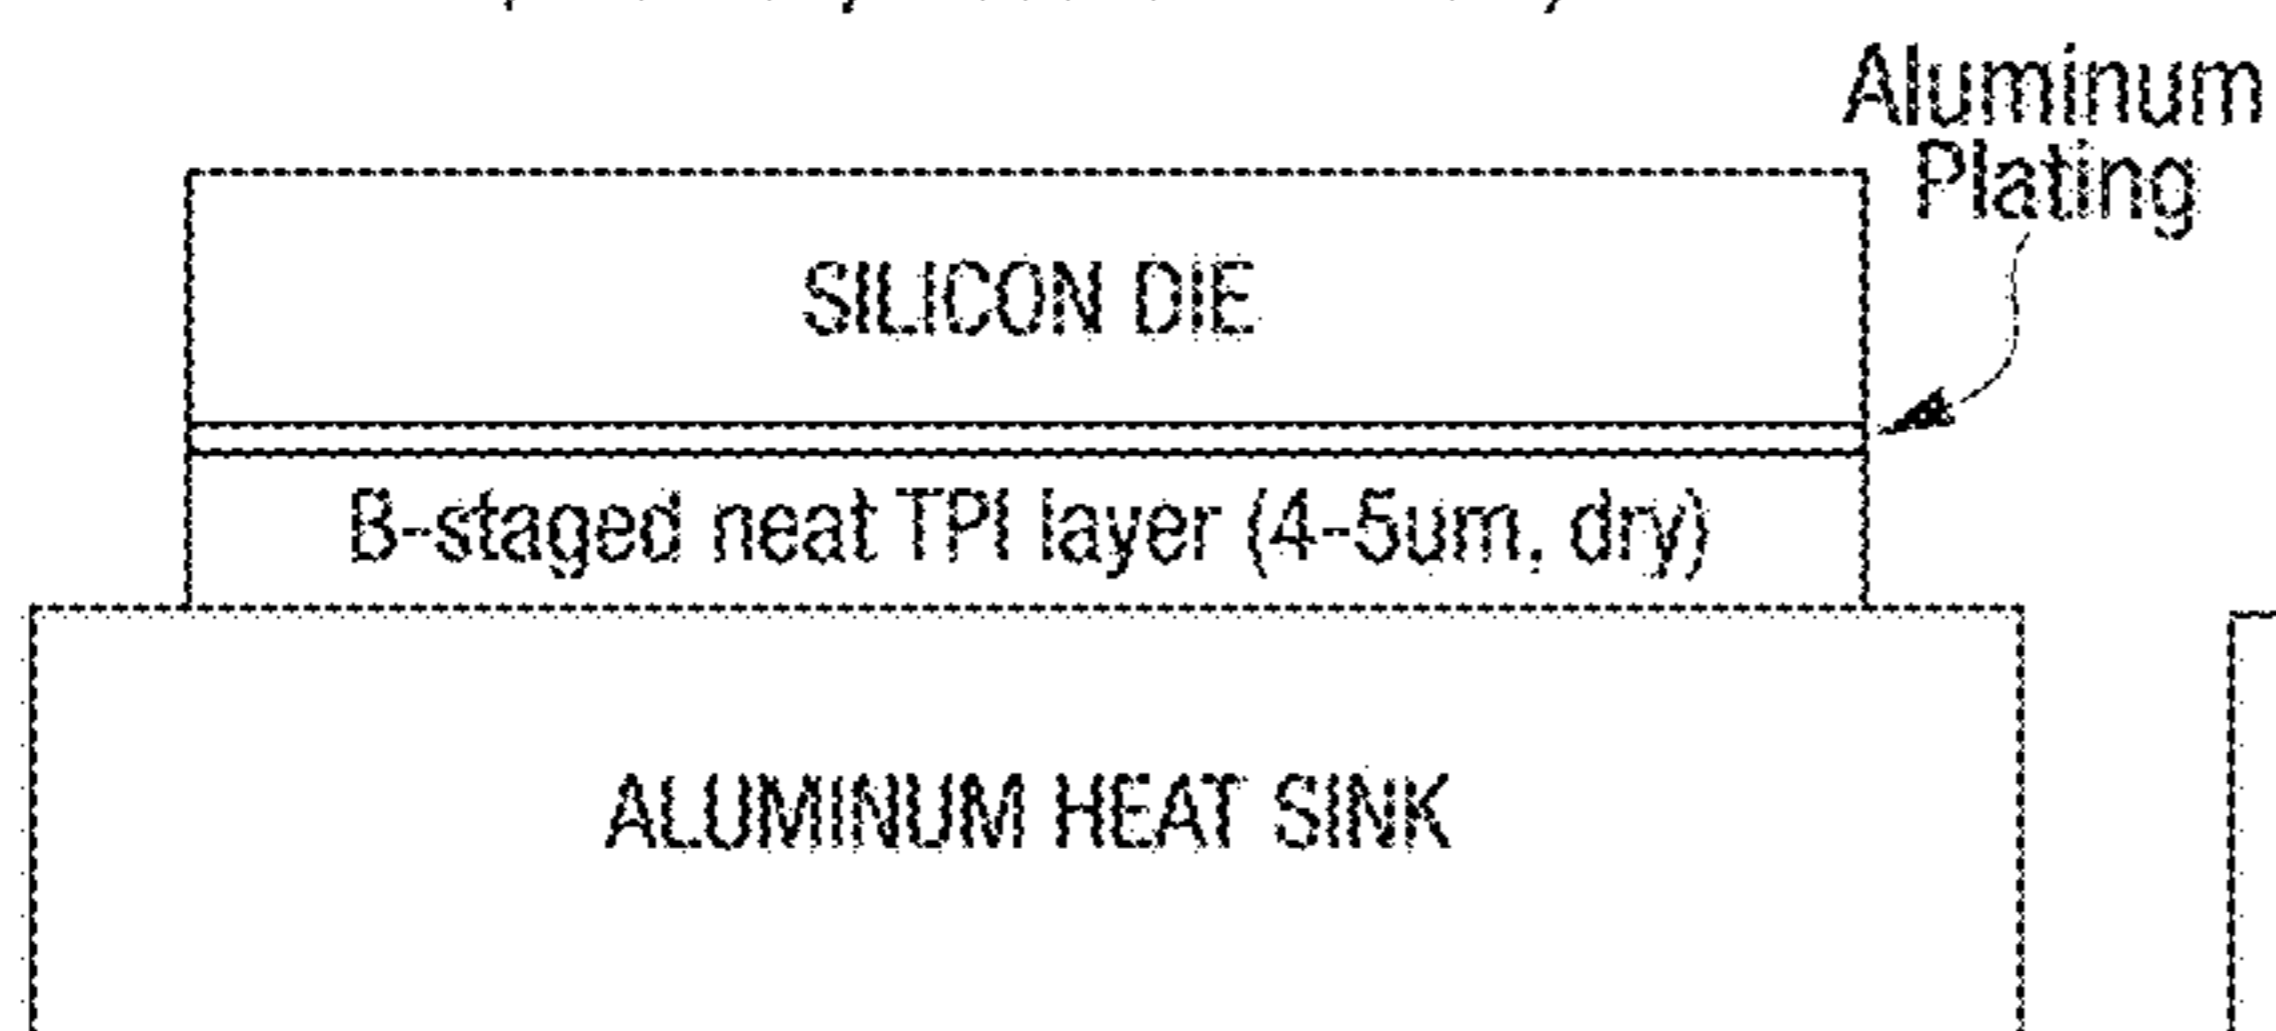 Aluminum
Plating
SILICON DIE
B-staged neat TPI layer (4-5um, dry)
ALUMINUM HEAT SINK